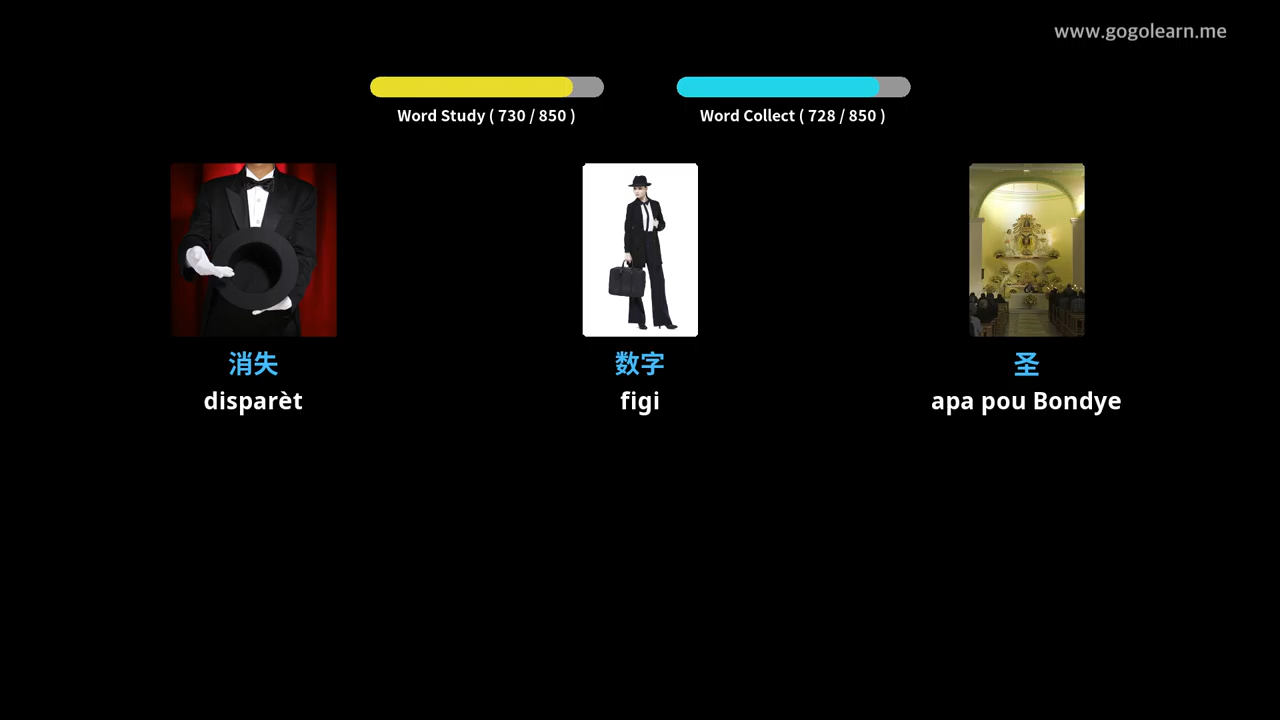 www.gogolearn.me
Word Study ( 730 / 850 )
Word Collect ( 728 / 850 )
消失
数字
圣
disparèt
figi
apa pou Bondye